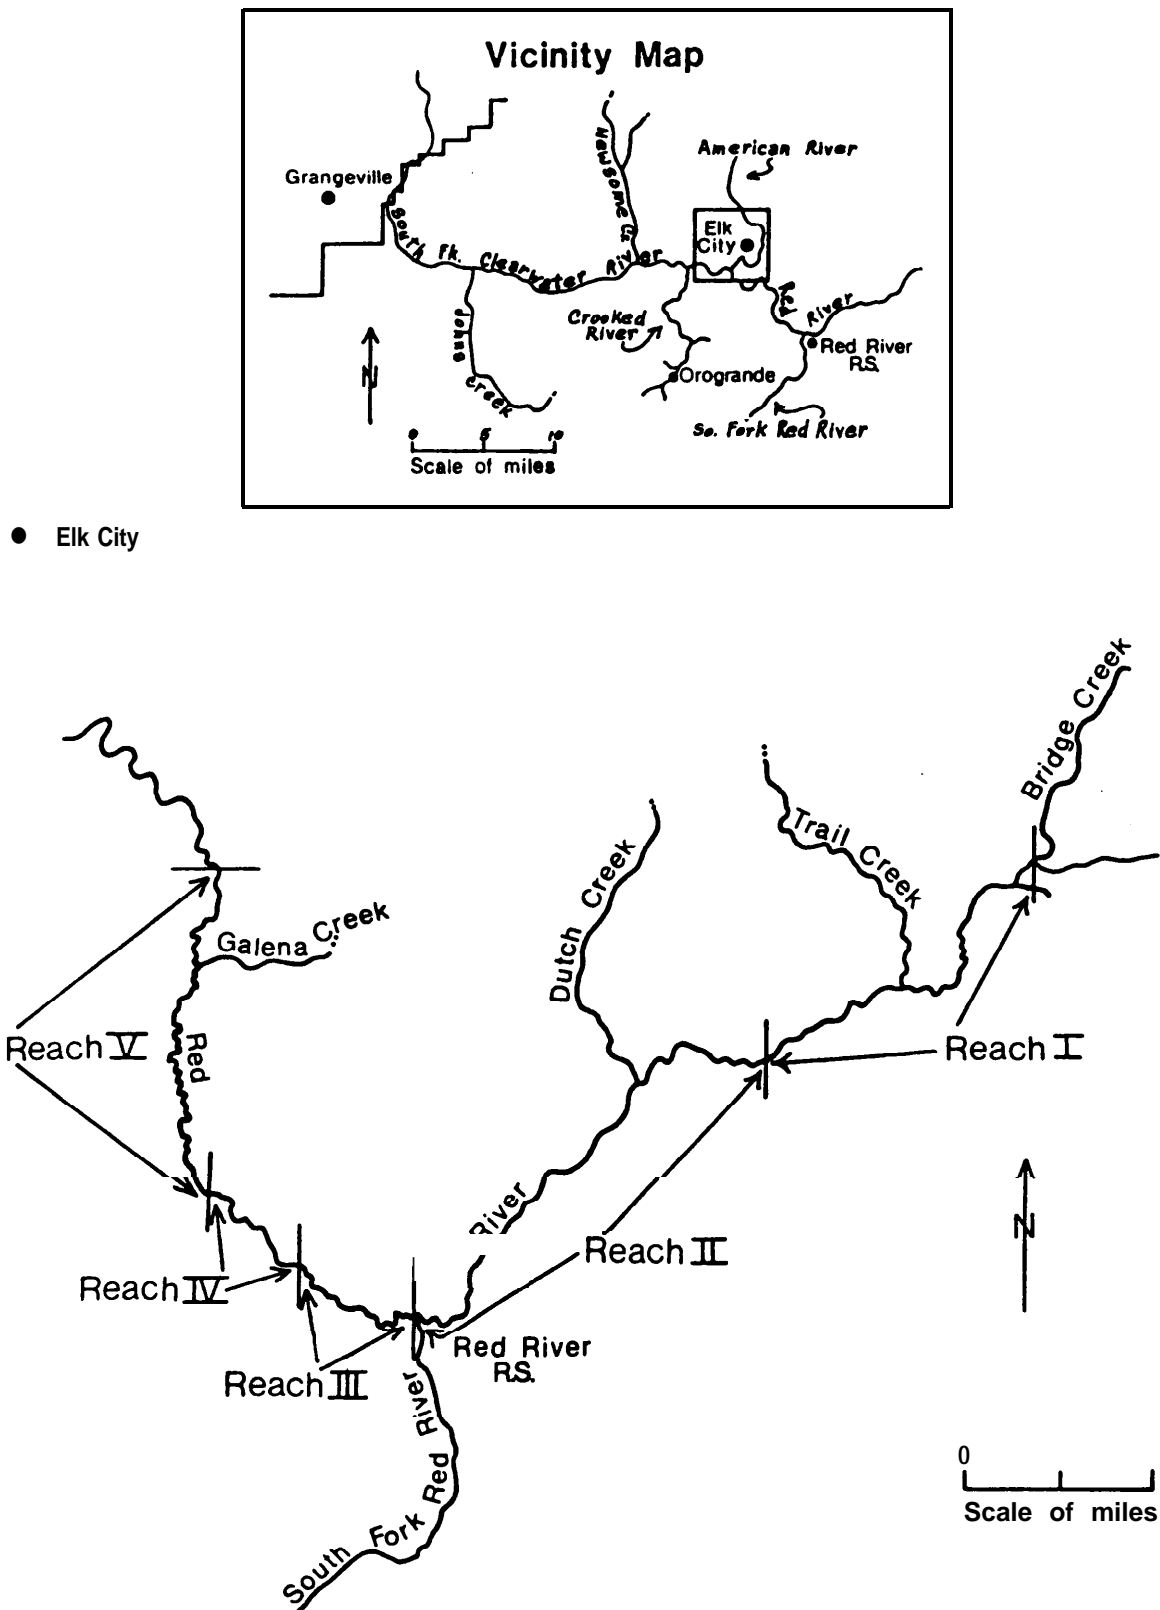 Vicinity Map
American River
Grangeville
Newsome Cr.
Elk
City
South Fk. Clearwater River
Red River
Crooked
River
Johns Creek
Red River
R.S.
Orogrande
N
So. Fork Red River
0 5 10
Scale of miles
Elk City
Bridge Creek
Trail Creek
Dutch Creek
Galena Creek
Reach V
Red
Reach I
River
N
Reach II
Reach IV
Red River
R.S.
Reach III
South Fork Red River
0
Scale of miles